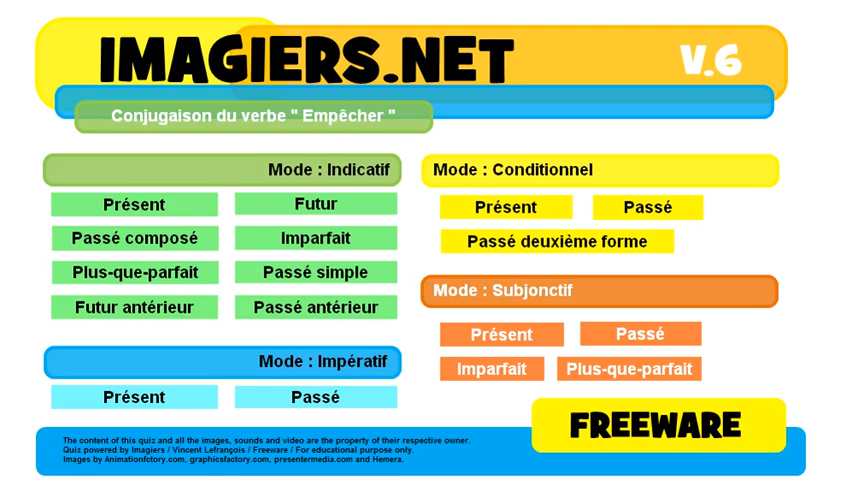 IMAGIERS.NET
V.6
Conjugaison du verbe " Empêcher "
Mode : Indicatif
Présent
Futur
Passé composé
Imparfait
Plus-que-parfait
Passé simple
Futur antérieur
Passé antérieur
Mode : Impératif
Présent
Passé
Mode : Conditionnel
Présent
Passé
Passé deuxième forme
Mode : Subjonctif
Présent
Passé
Imparfait
Plus-que-parfait
FREEWARE
The content of this quiz and all the images, sounds and video are the property of their respective owner.
Quiz powered by Imagiers / Vincent Lefrançois / Freeware / For educational purpose only.
Images by Animationfctory.com, graphicsfactory.com, presentermedia.com and Hemera.